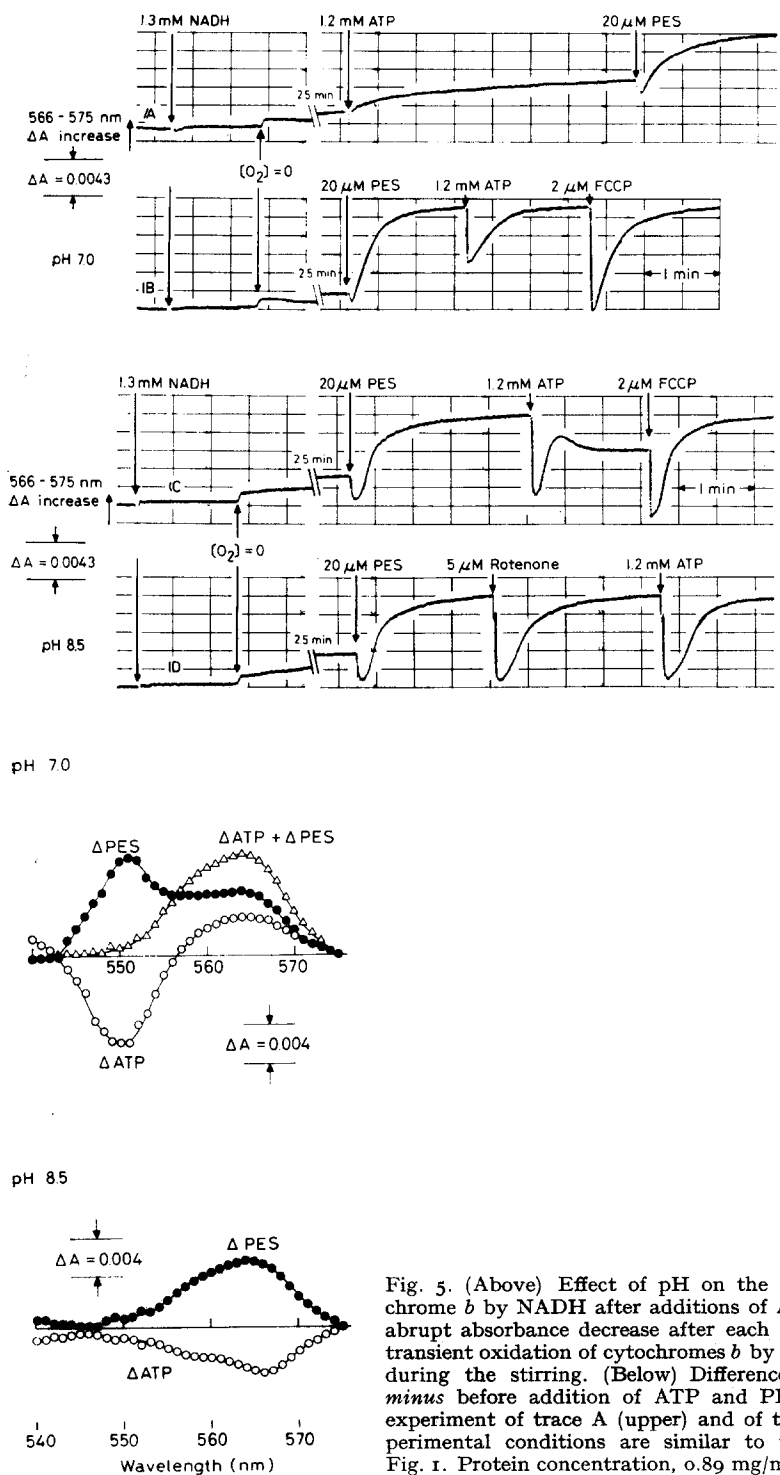 1.3 mM NADH 1.2 mM ATP 20 µM PES
25 min
IA
566 - 575 nm
ΔA increase
[O₂] = 0
ΔA = 0.0043
20 µM PES 1.2 mM ATP 2 µM FCCP
pH 7.0
25 min
1 min
IB
1.3 mM NADH 20 µM PES 1.2 mM ATP 2 µM FCCP
25 min
566 - 575 nm
ΔA increase
IC
1 min
[O₂] = 0
ΔA = 0.0043
20 µM PES 5 µM Rotenone 1.2 mM ATP
pH 8.5
25 min
ID
pH 7.0
ΔPES ΔATP + ΔPES
550 560 570
ΔATP
ΔA = 0.004
pH 8.5
ΔA = 0.004
Δ PES
ΔATP
540 550 560 570
Wavelength (nm)
Fig. 5. (Above) Effect of pH on the
chrome b by NADH after additions of
abrupt absorbance decrease after each
transient oxidation of cytochromes b by
during the stirring. (Below) Difference
minus before addition of ATP and
experiment of trace A (upper) and of
perimental conditions are similar to
Fig. 1. Protein concentration, 0.89